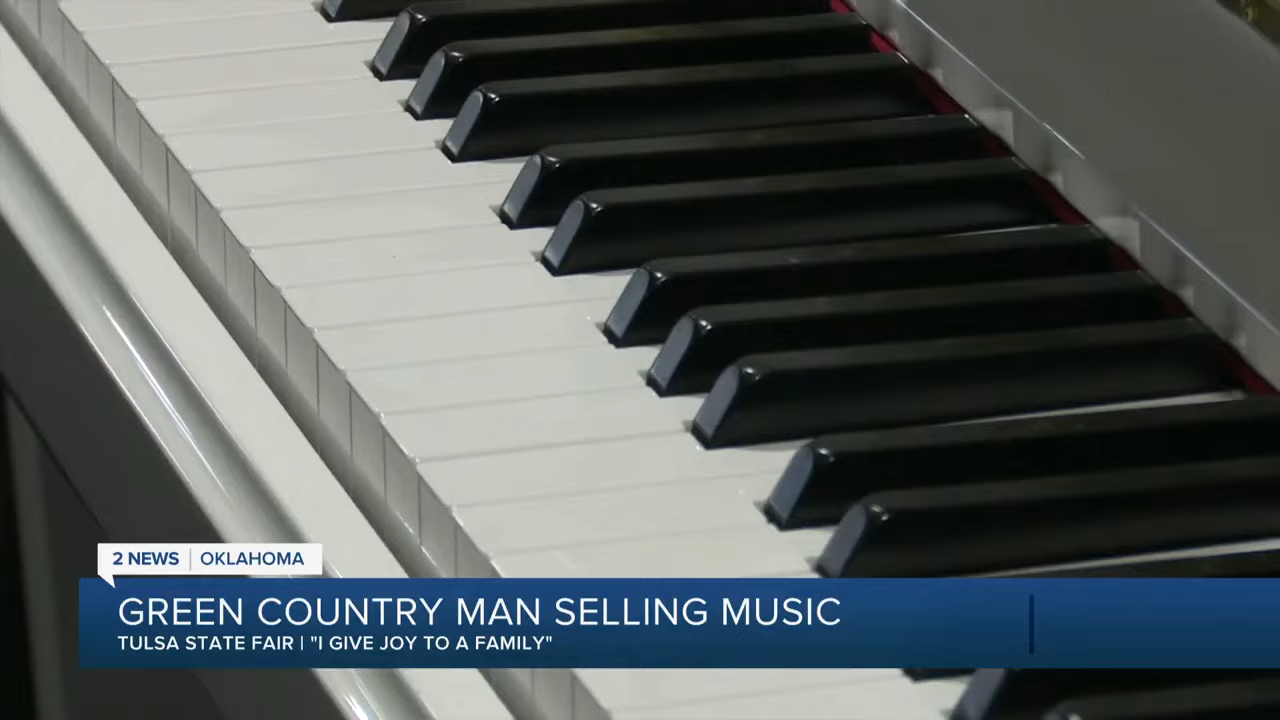 2 NEWS | OKLAHOMA
GREEN COUNTRY MAN SELLING MUSIC
TULSA STATE FAIR | "I GIVE JOY TO A FAMILY"